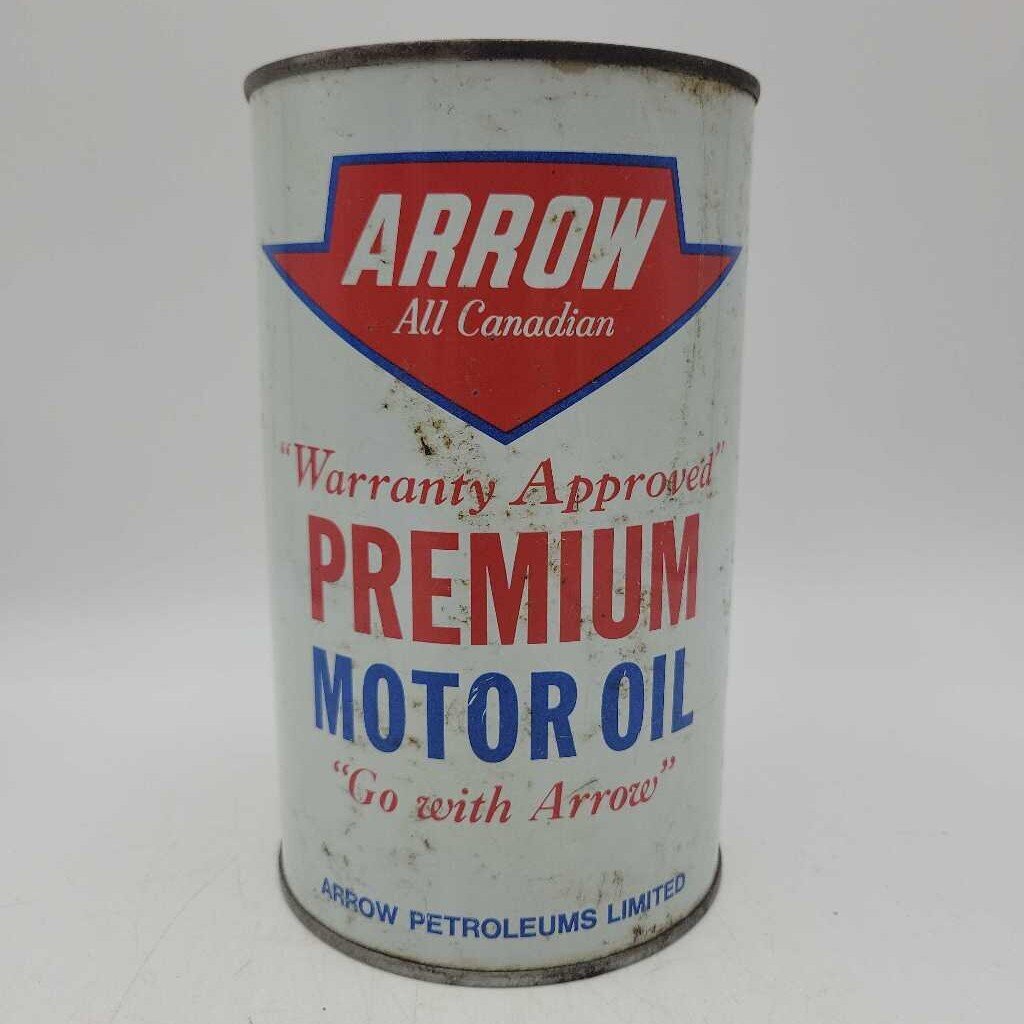 ARROW
All Canadian
“Warranty Approved”
PREMIUM
MOTOR OIL
“Go with Arrow”
ARROW PETROLEUMS LIMITED